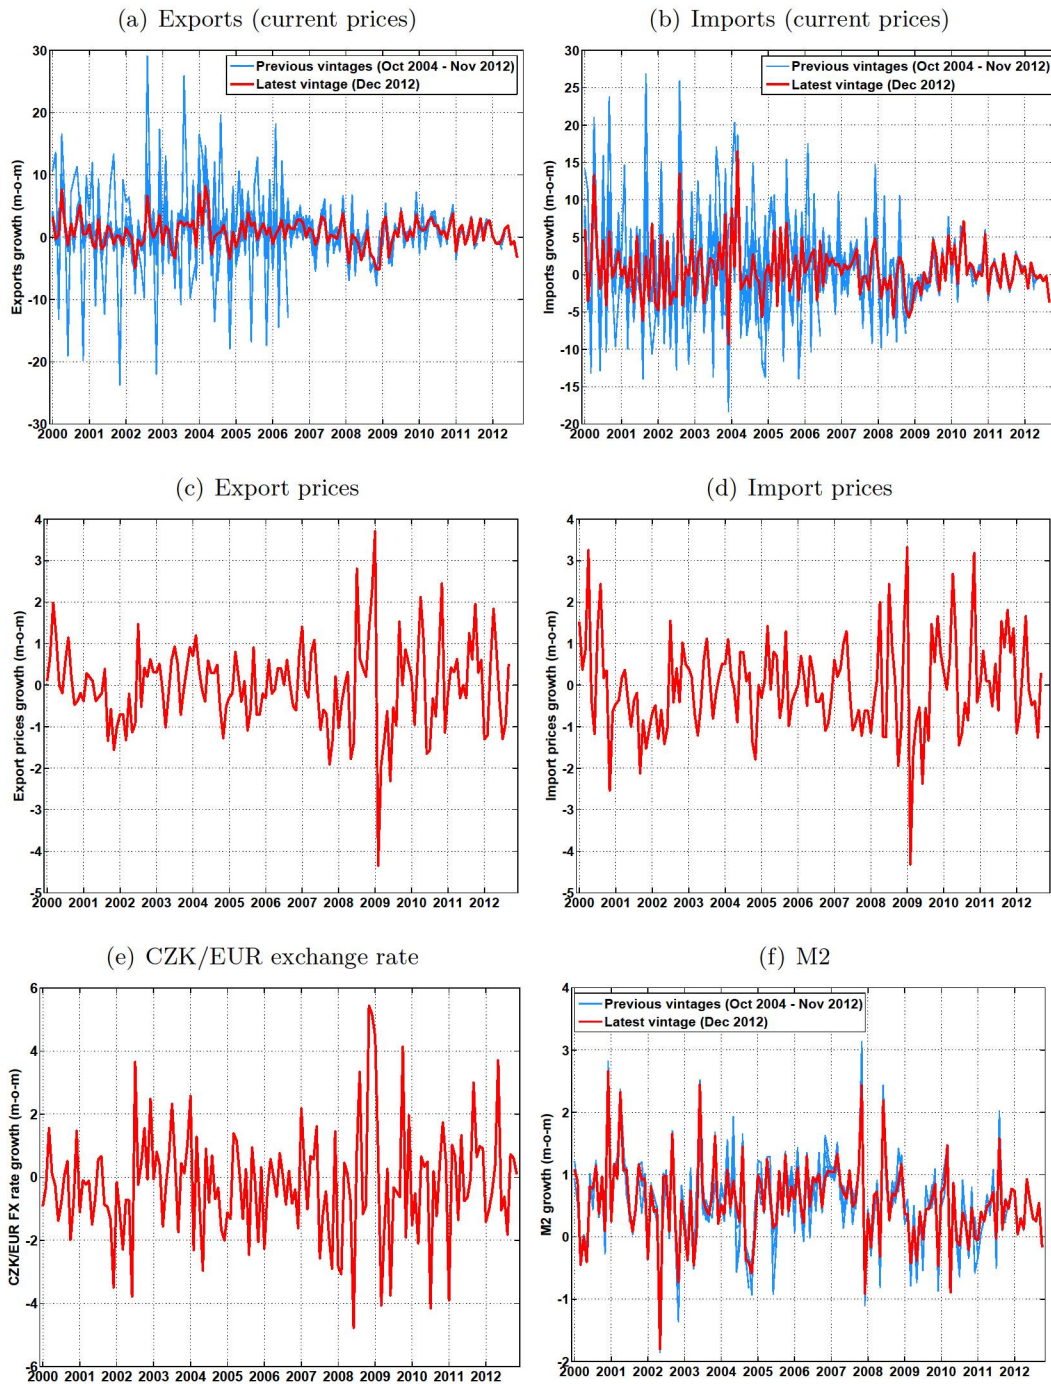 (a) Exports (current prices)
30
20
10
0
-10
-20
-30
Exports growth (m-o-m)
Previous vintages (Oct 2004 - Nov 2012)
Latest vintage (Dec 2012)
2000 2001 2002 2003 2004 2005 2006 2007 2008 2009 2010 2011 2012
(b) Imports (current prices)
30
25
20
15
10
5
0
-5
-10
-15
-20
Imports growth (m-o-m)
Previous vintages (Oct 2004 - Nov 2012)
Latest vintage (Dec 2012)
2000 2001 2002 2003 2004 2005 2006 2007 2008 2009 2010 2011 2012
(c) Export prices
4
3
2
1
0
-1
-2
-3
-4
-5
Export prices growth (m-o-m)
2000 2001 2002 2003 2004 2005 2006 2007 2008 2009 2010 2011 2012
(d) Import prices
4
3
2
1
0
-1
-2
-3
-4
-5
Import prices growth (m-o-m)
2000 2001 2002 2003 2004 2005 2006 2007 2008 2009 2010 2011 2012
(e) CZK/EUR exchange rate
6
4
2
0
-2
-4
-6
CZK/EUR FX rate growth (m-o-m)
2000 2001 2002 2003 2004 2005 2006 2007 2008 2009 2010 2011 2012
(f) M2
4
3
2
1
0
-1
-2
M2 growth (m-o-m)
Previous vintages (Oct 2004 - Nov 2012)
Latest vintage (Dec 2012)
2000 2001 2002 2003 2004 2005 2006 2007 2008 2009 2010 2011 2012